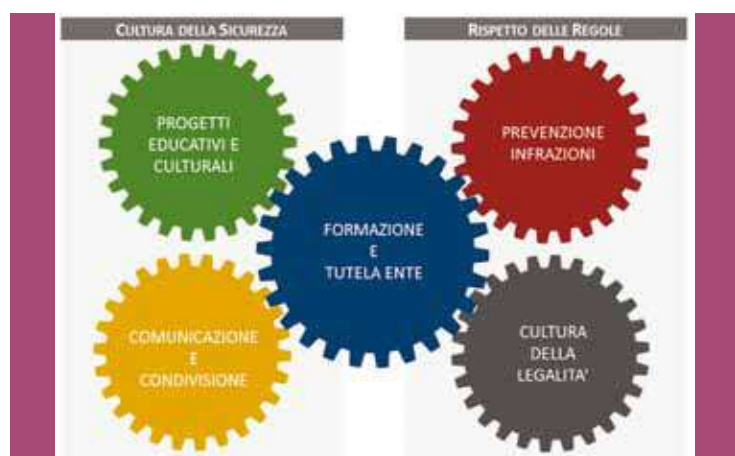 CULTURA DELLA SICUREZZA
RISPETTO DELLE REGOLE
PROGETTI
EDUCATIVI E
CULTURALI
PREVENZIONE
INFRAZIONI
FORMAZIONE
E
TUTELA ENTE
COMUNICAZIONE
E
CONDIVISIONE
CULTURA
DELLA
LEGALITA'